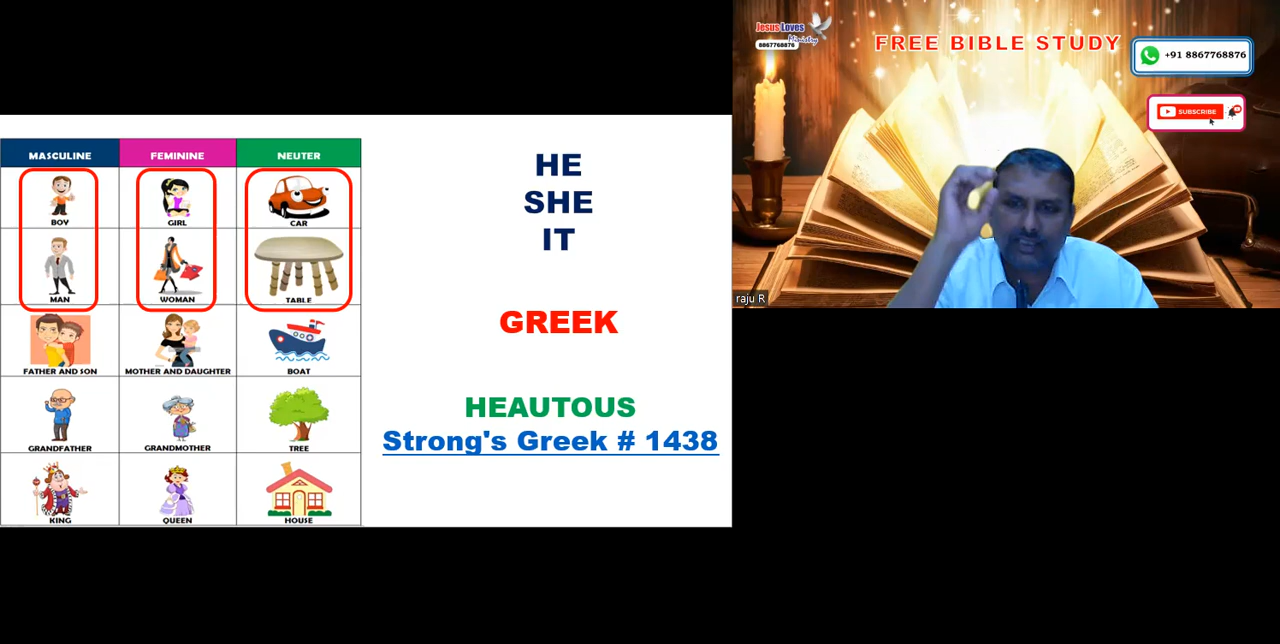 MASCULINE FEMININE NEUTER
BOY GIRL CAR
MAN WOMAN TABLE
FATHER AND SON MOTHER AND DAUGHTER BOAT
GRANDFATHER GRANDMOTHER TREE
KING QUEEN HOUSE
HE
SHE
IT
GREEK
HEAUTOUS
Strong's Greek # 1438
Jesus Loves
Ministry
8867768876
FREE BIBLE STUDY
+91 8867768876
SUBSCRIBE
raju R